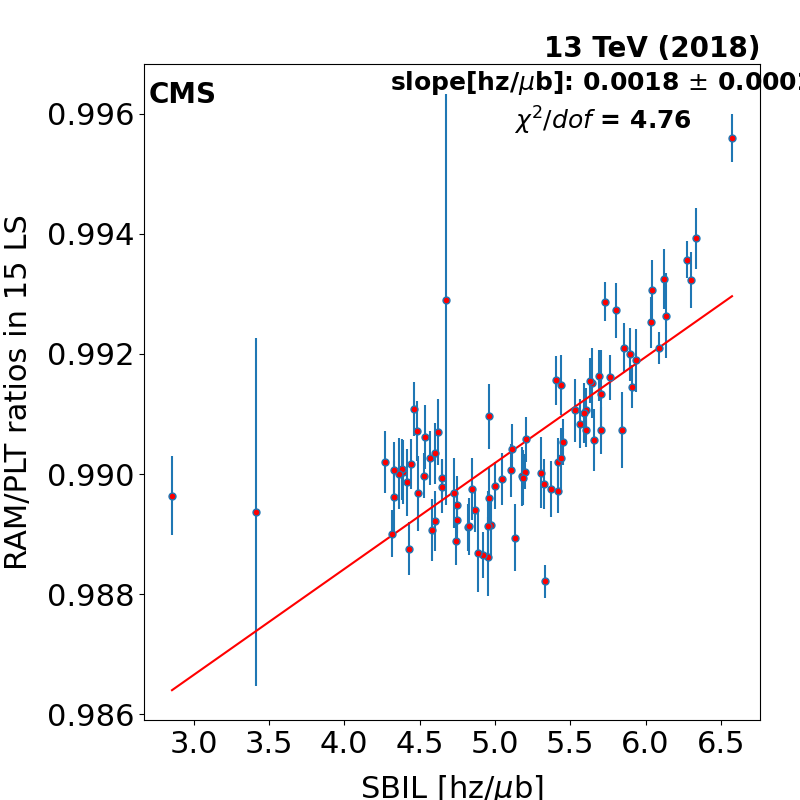 13 TeV (2018)
CMS
slope[hz/μb]: 0.0018 ± 0.000
χ²/dof = 4.76
RAM/PLT ratios in 15 LS
0.996
0.994
0.992
0.990
0.988
0.986
3.0 3.5 4.0 4.5 5.0 5.5 6.0 6.5
SBIL [hz/μb]